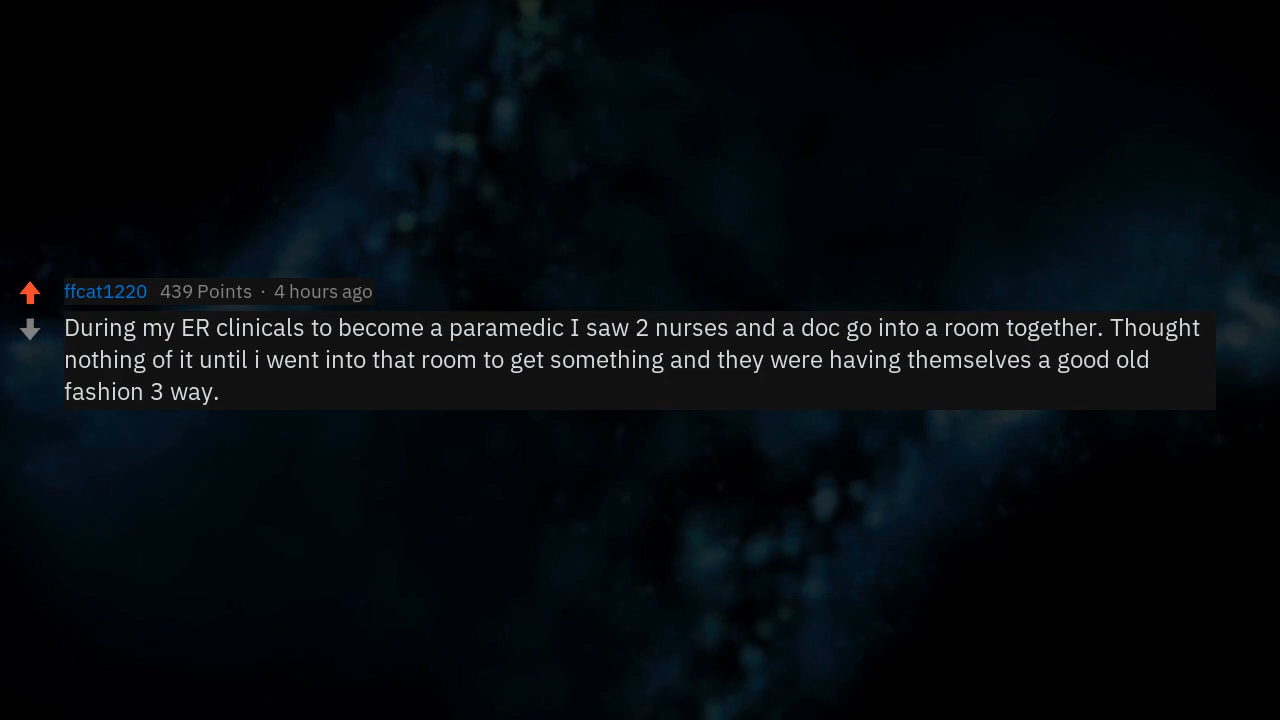 ffcat1220 439 Points · 4 hours ago
During my ER clinicals to become a paramedic I saw 2 nurses and a doc go into a room together. Thought
nothing of it until i went into that room to get something and they were having themselves a good old
fashion 3 way.